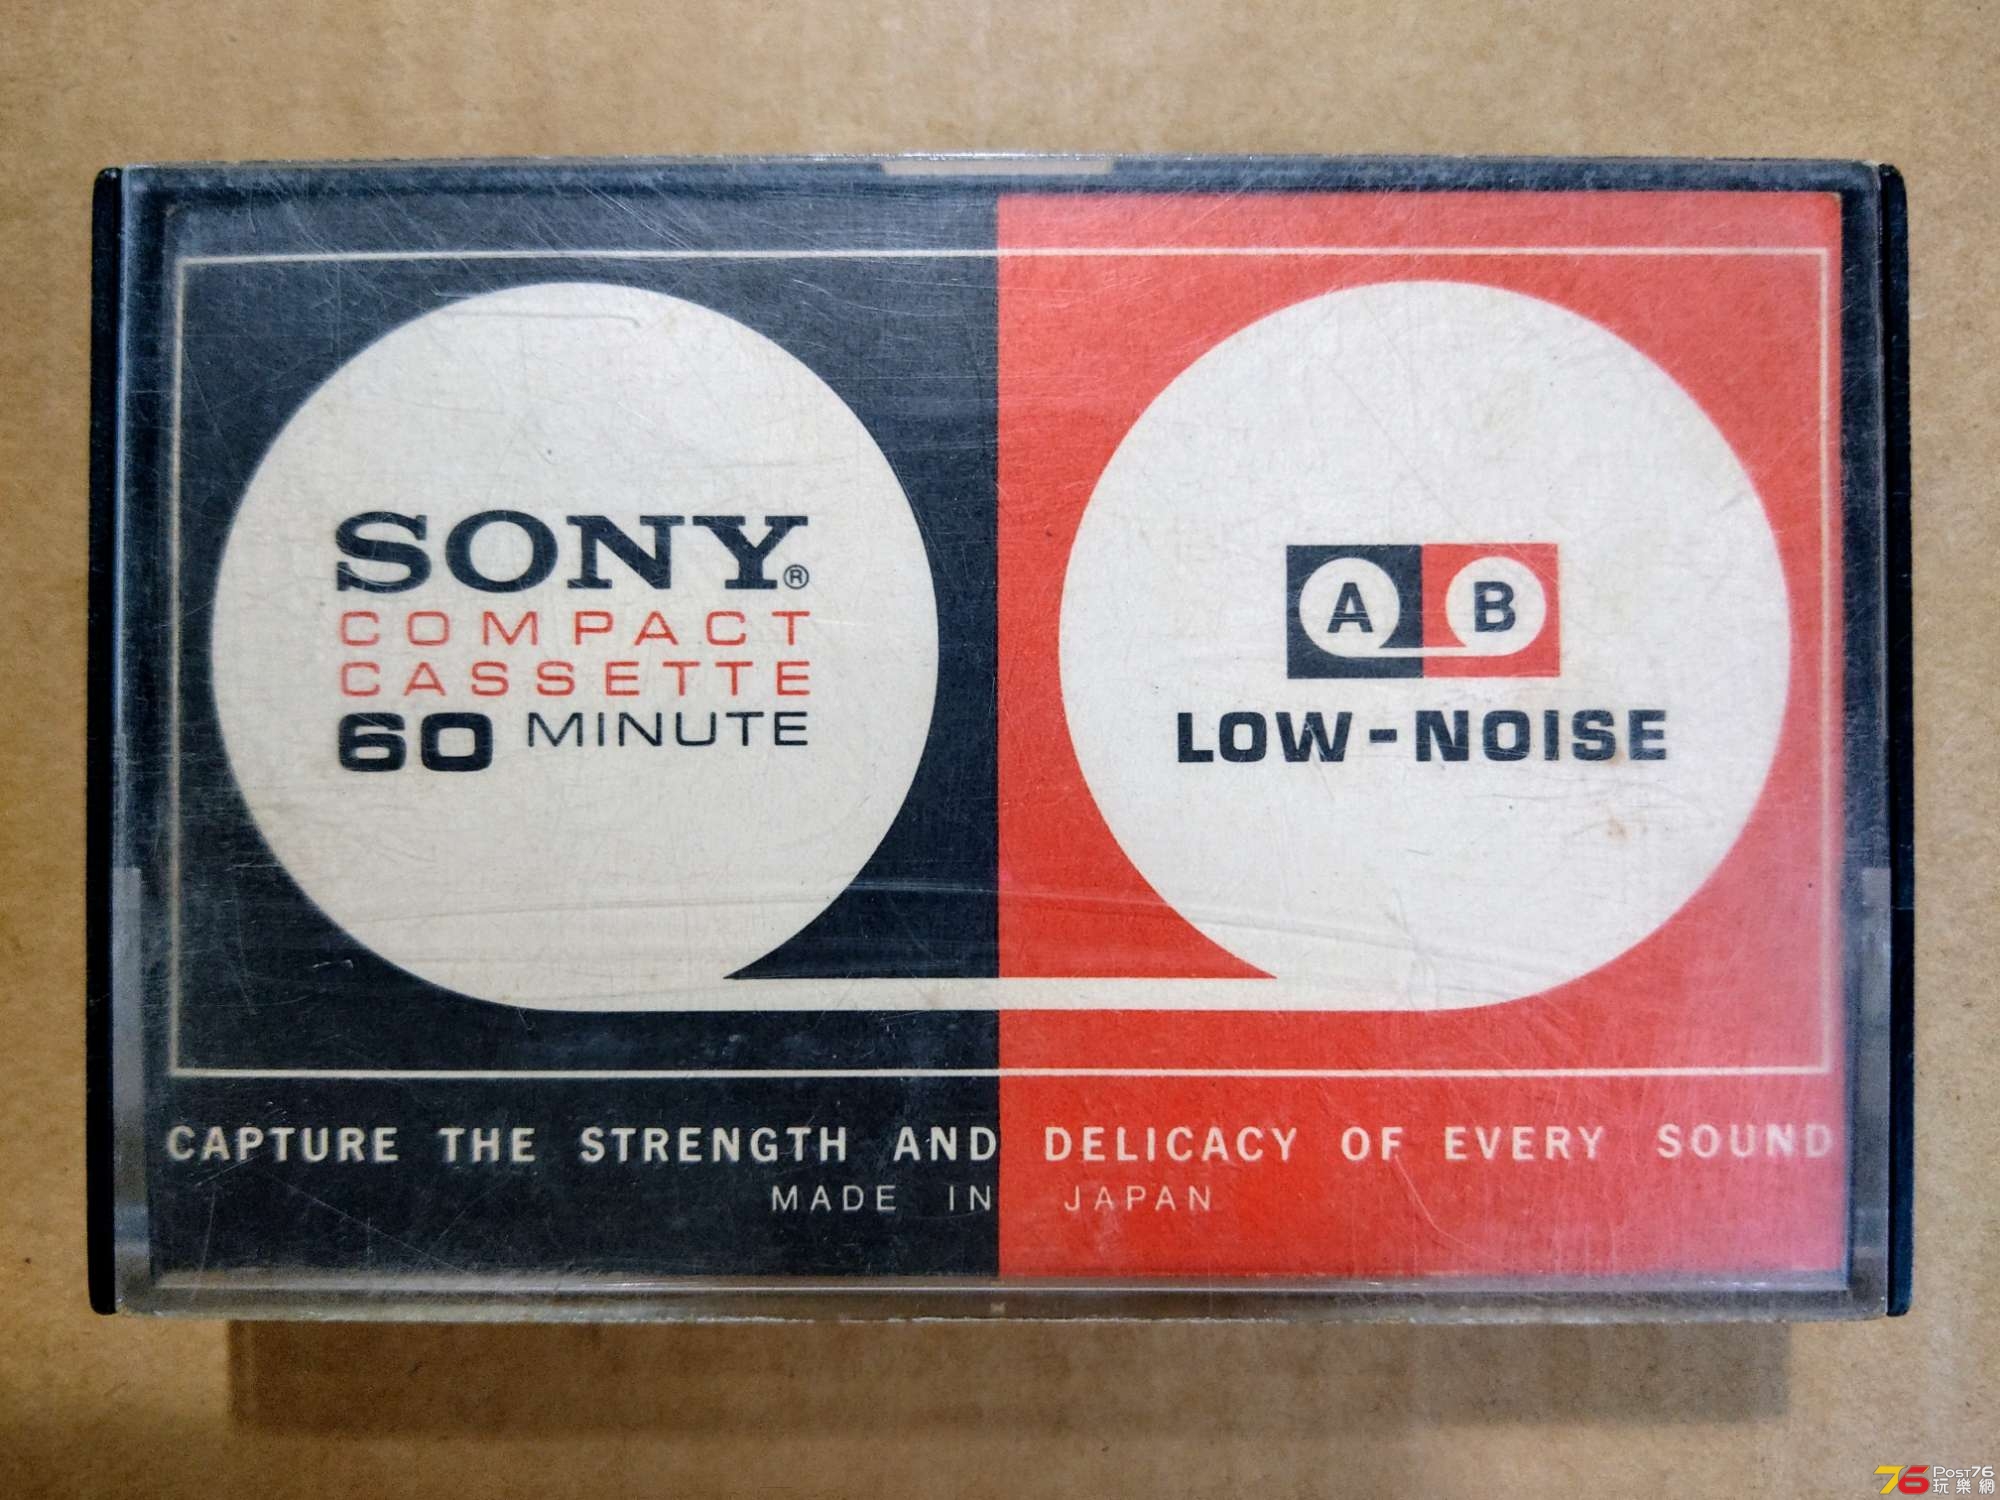 SONY®
COMPACT
CASSETTE
60 MINUTE
A B
LOW-NOISE
CAPTURE THE STRENGTH AND DELICACY OF EVERY SOUND
MADE IN JAPAN
76 POST76
玩樂網